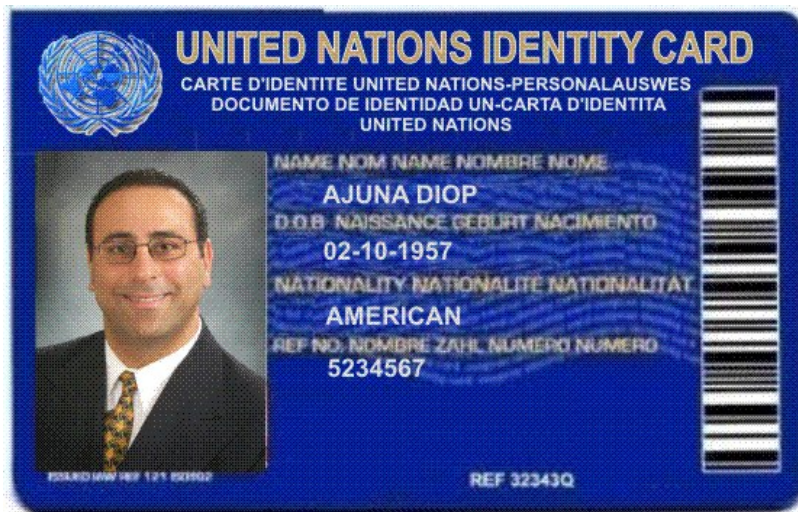 UNITED NATIONS IDENTITY CARD
CARTE D'IDENTITE UNITED NATIONS-PERSONALAUSWES
DOCUMENTO DE IDENTIDAD UN-CARTA D'IDENTITA
UNITED NATIONS
NAME NOM NAME NOMBRE NOME
AJUNA DIOP
D.O.B NAISSANCE GEBURT NACIMIENTO
02-10-1957
NATIONALITY NATIONALITE NATIONALITAT
AMERICAN
REF NO. NOMBRE ZAHL NUMERO NUMERO
5234567
REF 32343Q